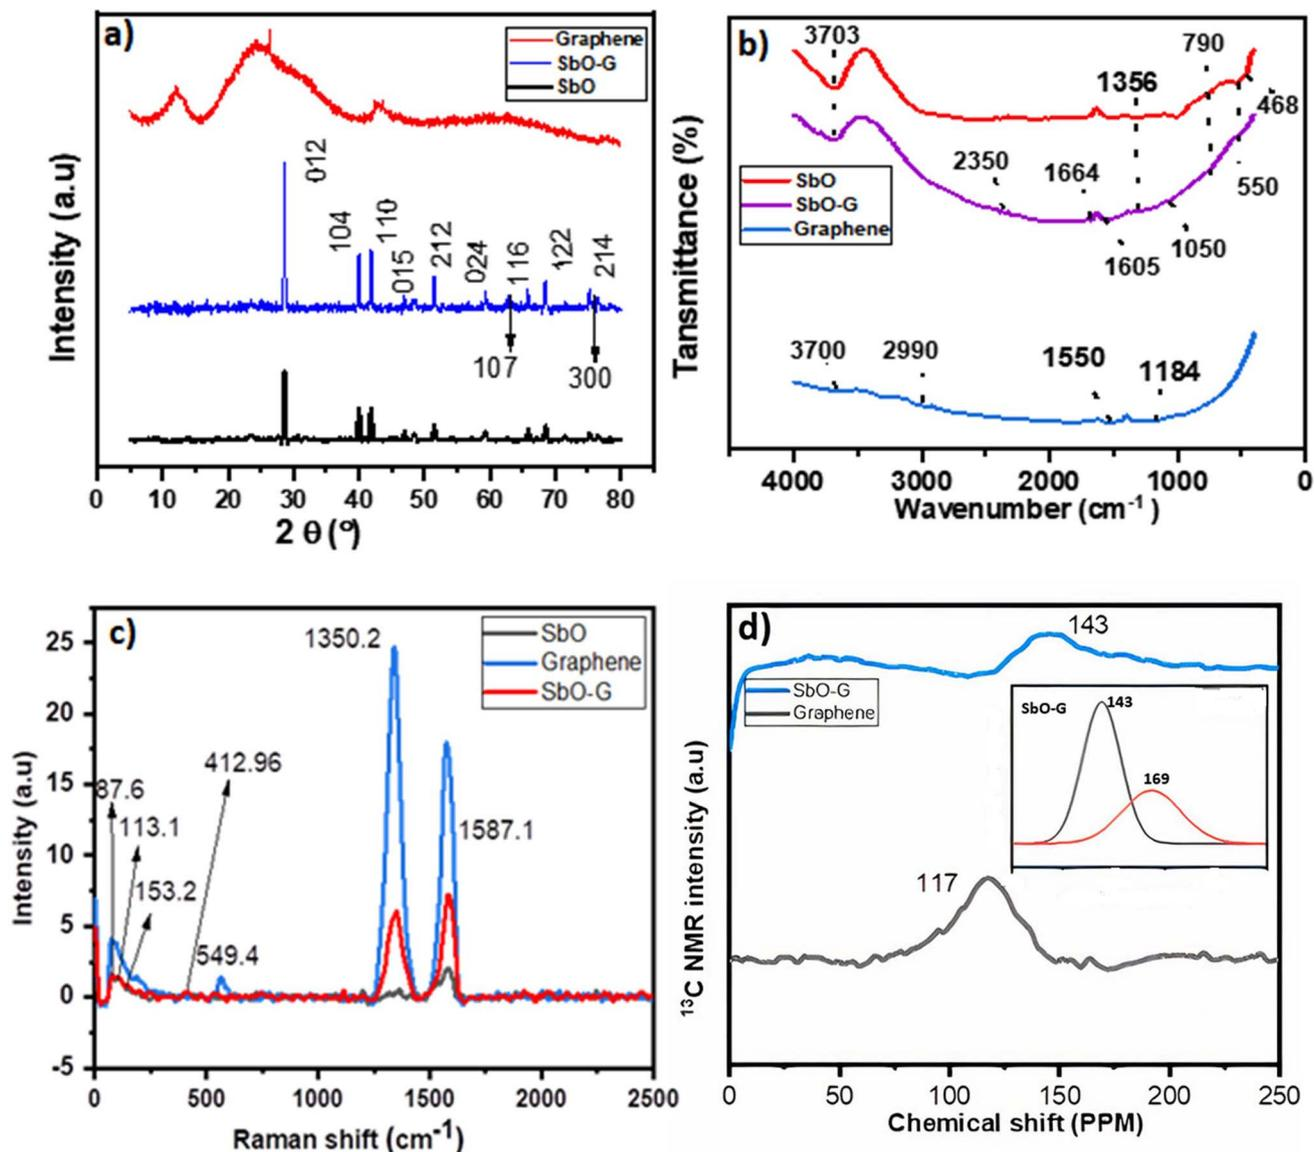 a)
Graphene
SbO-G
SbO
012
104
110
015
212
024
116
122
214
107
300
Intensity (a.u)
0 10 20 30 40 50 60 70 80
2 θ (°)
b)
3703
790
1356
468
2350
1664
550
1050
1605
SbO
SbO-G
Graphene
3700
2990
1550
1184
Tansmittance (%)
4000 3000 2000 1000 0
Wavenumber (cm-1 )
c)
SbO
Graphene
SbO-G
1350.2
412.96
87.6
113.1
153.2
549.4
1587.1
25
20
15
10
5
0
-5
Intensity (a.u)
0 500 1000 1500 2000 2500
Raman shift (cm-1)
d)
143
SbO-G
Graphene
SbO-G
143
169
117
13C NMR intensity (a.u)
0 50 100 150 200 250
Chemical shift (PPM)